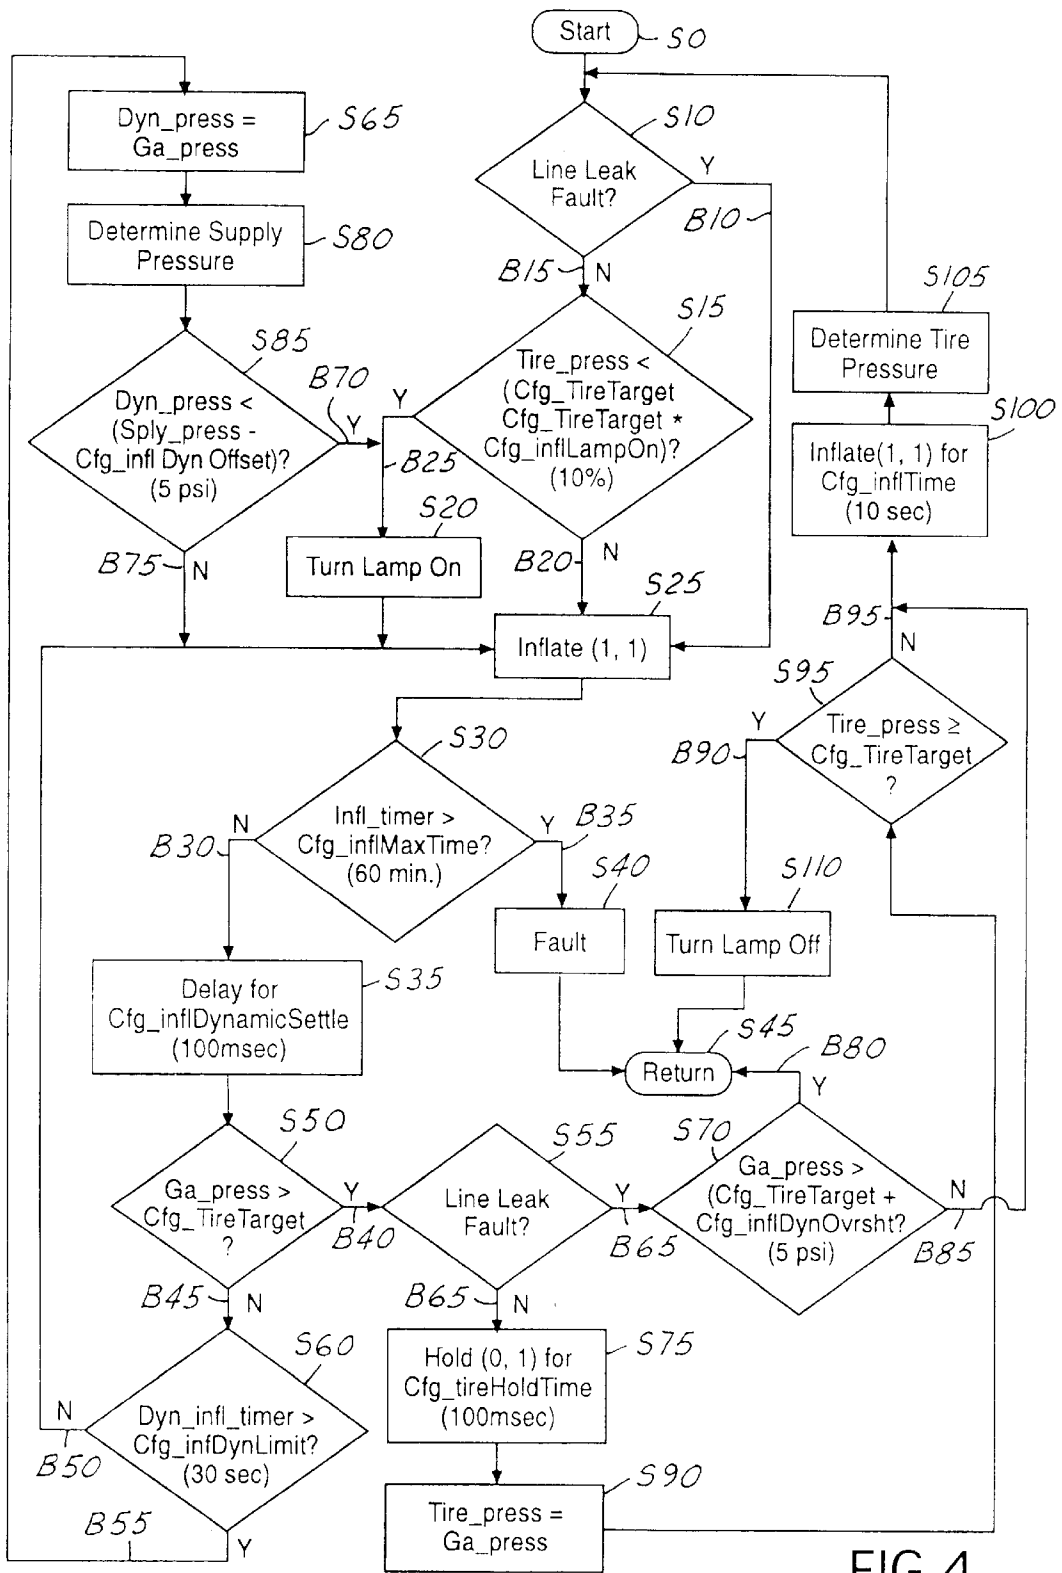 Start
S0
Dyn_press =
Ga_press
S65
S10
Line Leak
Fault?
Y
B10
Determine Supply
Pressure
S80
B15
N
S105
Determine Tire
Pressure
S85
Dyn_press <
(Sply_press -
Cfg_infl Dyn Offset)?
(5 psi)
B70
Y
S15
Tire_press <
(Cfg_TireTarget
Cfg_TireTarget *
Cfg_inflLampOn)?
(10%)
Y
B25
S100
Inflate(1, 1) for
Cfg_inflTime
(10 sec)
B75
N
S20
Turn Lamp On
B20
N
S25
Inflate (1, 1)
B95
N
S95
Tire_press ≥
Cfg_TireTarget
?
Y
B90
S30
Infl_timer >
Cfg_inflMaxTime?
(60 min.)
N
B30
Y
B35
S40
Fault
S110
Turn Lamp Off
S35
Delay for
Cfg_inflDynamicSettle
(100msec)
S45
Return
B80
Y
S50
Ga_press >
Cfg_TireTarget
?
Y
B40
S55
Line Leak
Fault?
Y
B65
S70
Ga_press >
(Cfg_TireTarget +
Cfg_inflDynOvrsht?
(5 psi)
N
B85
B45
N
B65
N
S60
Dyn_infl_timer >
Cfg_infDynLimit?
(30 sec)
N
B50
S75
Hold (0, 1) for
Cfg_tireHoldTime
(100msec)
S90
Tire_press =
Ga_press
B55
Y
FIG 4